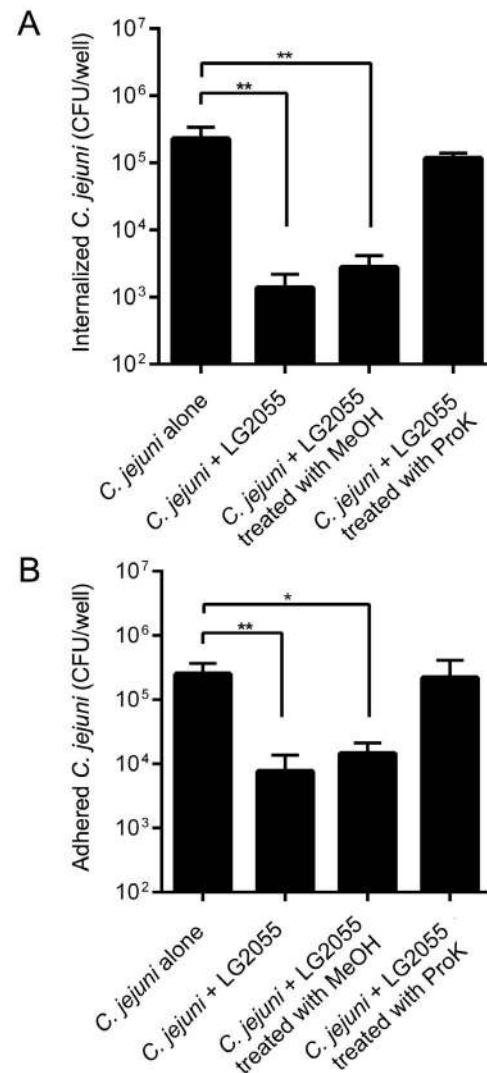 A
Internalized C. jejuni (CFU/well)
10⁷
10⁶
10⁵
10⁴
10³
10²
**
**
C. jejuni alone
C. jejuni + LG2055
C. jejuni + LG2055
treated with MeOH
C. jejuni + LG2055
treated with ProK
B
Adhered C. jejuni (CFU/well)
10⁷
10⁶
10⁵
10⁴
10³
10²
*
**
C. jejuni alone
C. jejuni + LG2055
C. jejuni + LG2055
treated with MeOH
C. jejuni + LG2055
treated with ProK